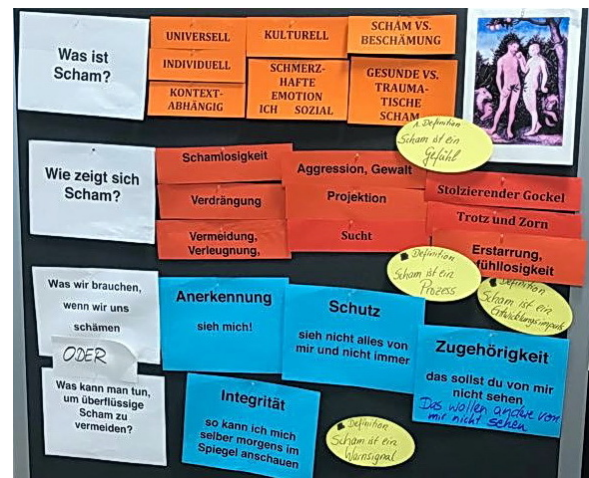 Was ist
Scham?
UNIVERSELL
KULTURELL
SCHAM VS.
BESCHÄMUNG
INDIVIDUELL
SCHMERZ-
HAFTE
EMOTION
ICH SOZIAL
GESUNDE VS.
TRAUMA-
TISCHE
SCHAM
KONTEXT-
ABHÄNGIG
1. Definition
Scham ist ein
Gefühl
Wie zeigt sich
Scham?
Schamlosigkeit
Aggression, Gewalt
Stolzierender Gockel
Verdrängung
Projektion
Trotz und Zorn
Vermeidung,
Verleugnung,
Sucht
Erstarrung,
fühllosigkeit
Definition
Scham ist ein
Prozess
Definition
Scham ist ein
Entwicklungsimpuls
Was wir brauchen,
wenn wir uns
schämen
Anerkennung
sieh mich!
Schutz
sieh nicht alles von
mir und nicht immer
Zugehörigkeit
das sollst du von mir
nicht sehen
Das wollen andere von
mir nicht sehen
ODER
Was kann man tun,
um überflüssige
Scham zu
vermeiden?
Integrität
so kann ich mich
selber morgens im
Spiegel anschauen
Definition
Scham ist ein
Warnsignal